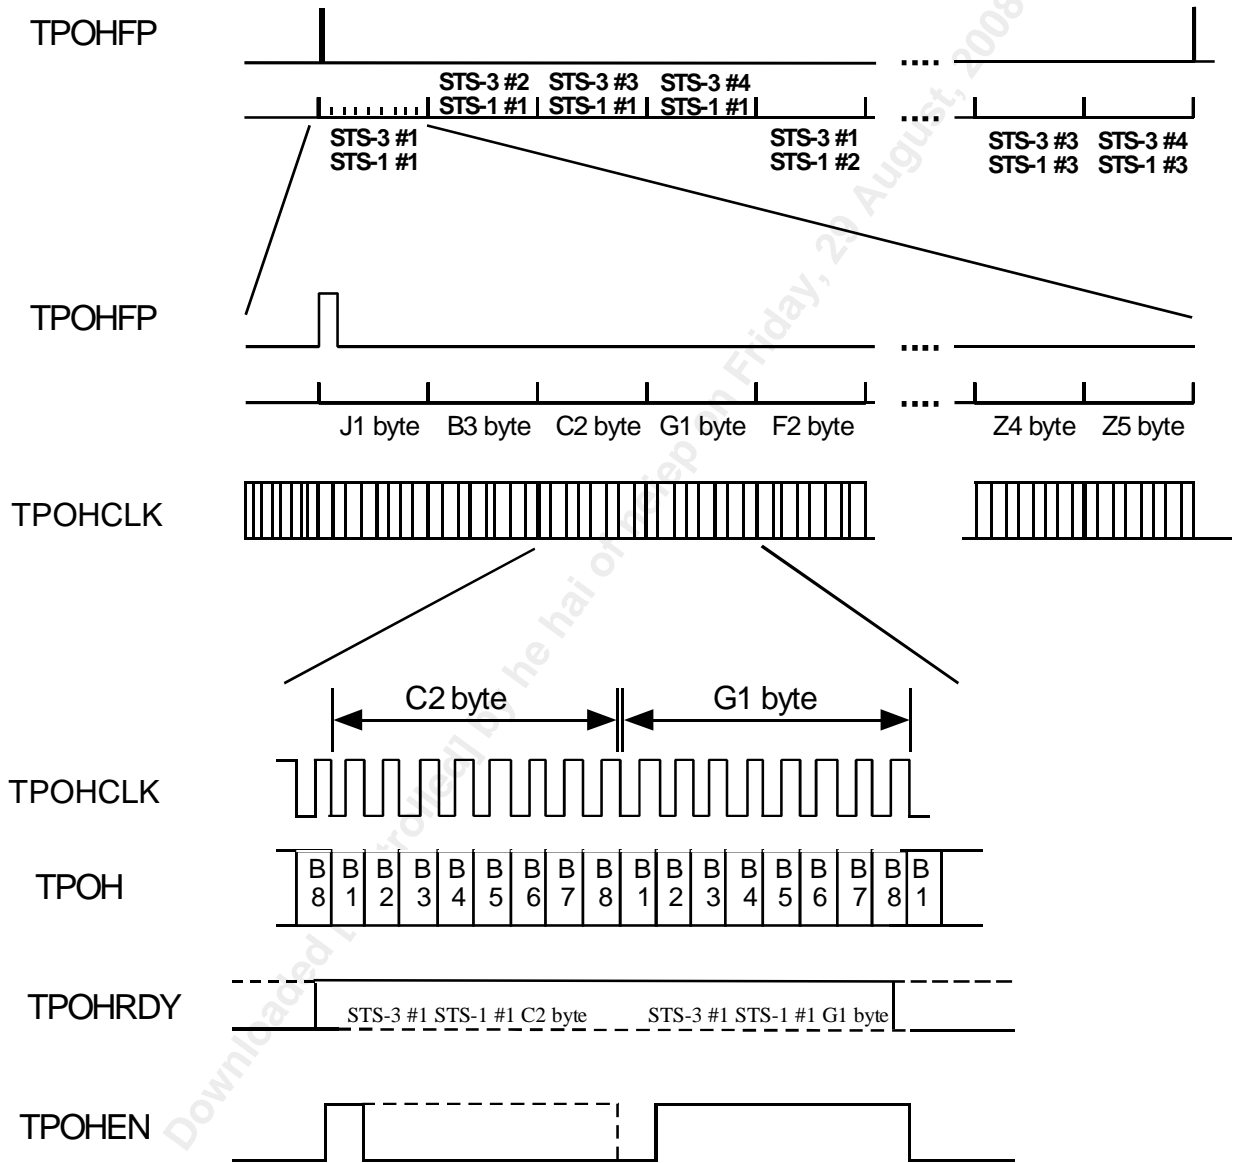 TPOHFP
STS-3 #2 STS-3 #3 STS-3 #4
STS-1 #1 STS-1 #1 STS-1 #1
STS-3 #1 STS-3 #1 STS-3 #3 STS-3 #4
STS-1 #1 STS-1 #2 STS-1 #3 STS-1 #3
TPOHFP
J1 byte B3 byte C2 byte G1 byte F2 byte Z4 byte Z5 byte
TPOHCLK
C2 byte G1 byte
TPOHCLK
B B B B B B B B B B B B B B B B B B
TPOH
8 1 2 3 4 5 6 7 8 1 2 3 4 5 6 7 8 1
TPOHRDY
STS-3 #1 STS-1 #1 C2 byte STS-3 #1 STS-1 #1 G1 byte
TPOHEN